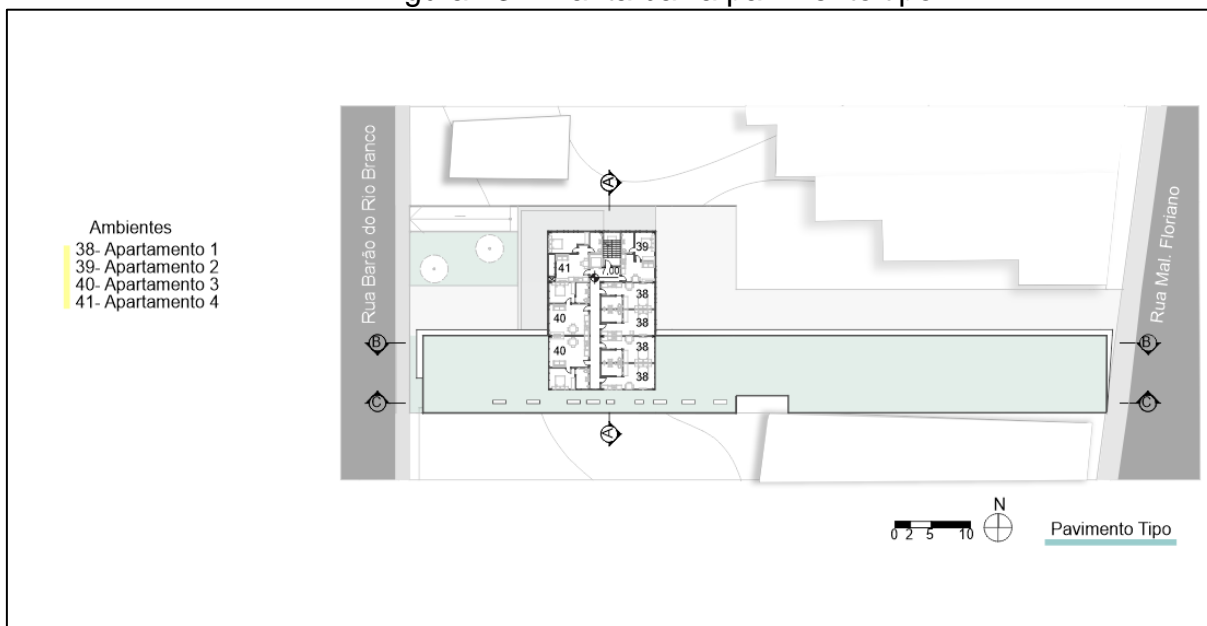 Ambientes
38- Apartamento 1
39- Apartamento 2
40- Apartamento 3
41- Apartamento 4
Rua Barão do Rio Branco
Rua Mal. Floriano
A
39
41
7.00
38
40
38
B
B
40
38
38
C
C
A
N
0 2 5 10
Pavimento Tipo